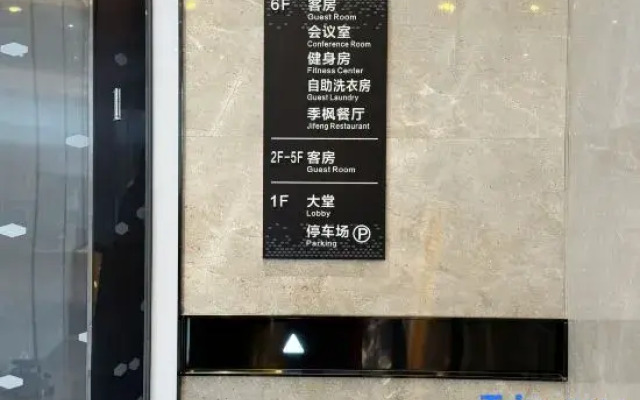 6F 客房
Guest Room
会议室
Conference Room
健身房
Fitness Center
自助洗衣房
Guest Laundry
季枫餐厅
Jifeng Restaurant
2F-5F 客房
Guest Room
1F 大堂
Lobby
停车场 P
Parking